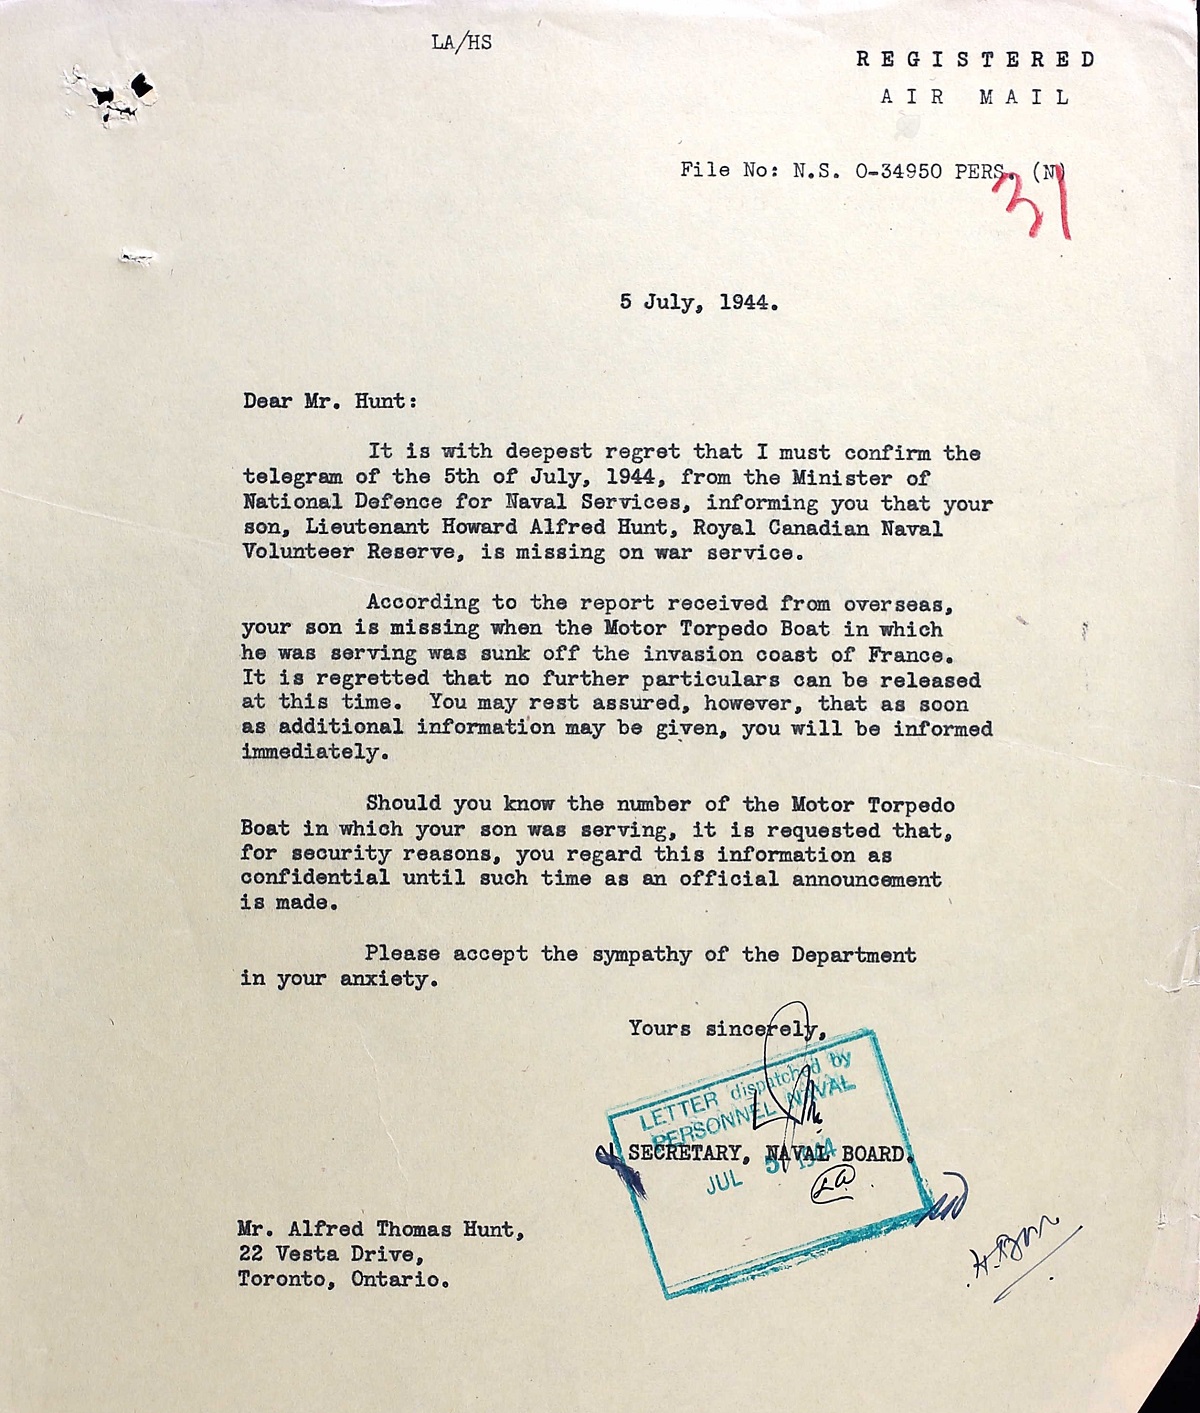 LA/HS
REGISTERED
AIR MAIL
File No: N.S. O-34950 PERS. (N)
31
5 July, 1944.
Dear Mr. Hunt:
It is with deepest regret that I must confirm the
telegram of the 5th of July, 1944, from the Minister of
National Defence for Naval Services, informing you that your
son, Lieutenant Howard Alfred Hunt, Royal Canadian Naval
Volunteer Reserve, is missing on war service.
According to the report received from overseas,
your son is missing when the Motor Torpedo Boat in which
he was serving was sunk off the invasion coast of France.
It is regretted that no further particulars can be released
at this time. You may rest assured, however, that as soon
as additional information may be given, you will be informed
immediately.
Should you know the number of the Motor Torpedo
Boat in which your son was serving, it is requested that,
for security reasons, you regard this information as
confidential until such time as an official announcement
is made.
Please accept the sympathy of the Department
in your anxiety.
Yours sincerely,
LETTER dispatched by
PERSONNEL NAVAL
SECRETARY, NAVAL BOARD.
JUL 5 1944
Mr. Alfred Thomas Hunt,
22 Vesta Drive,
Toronto, Ontario.